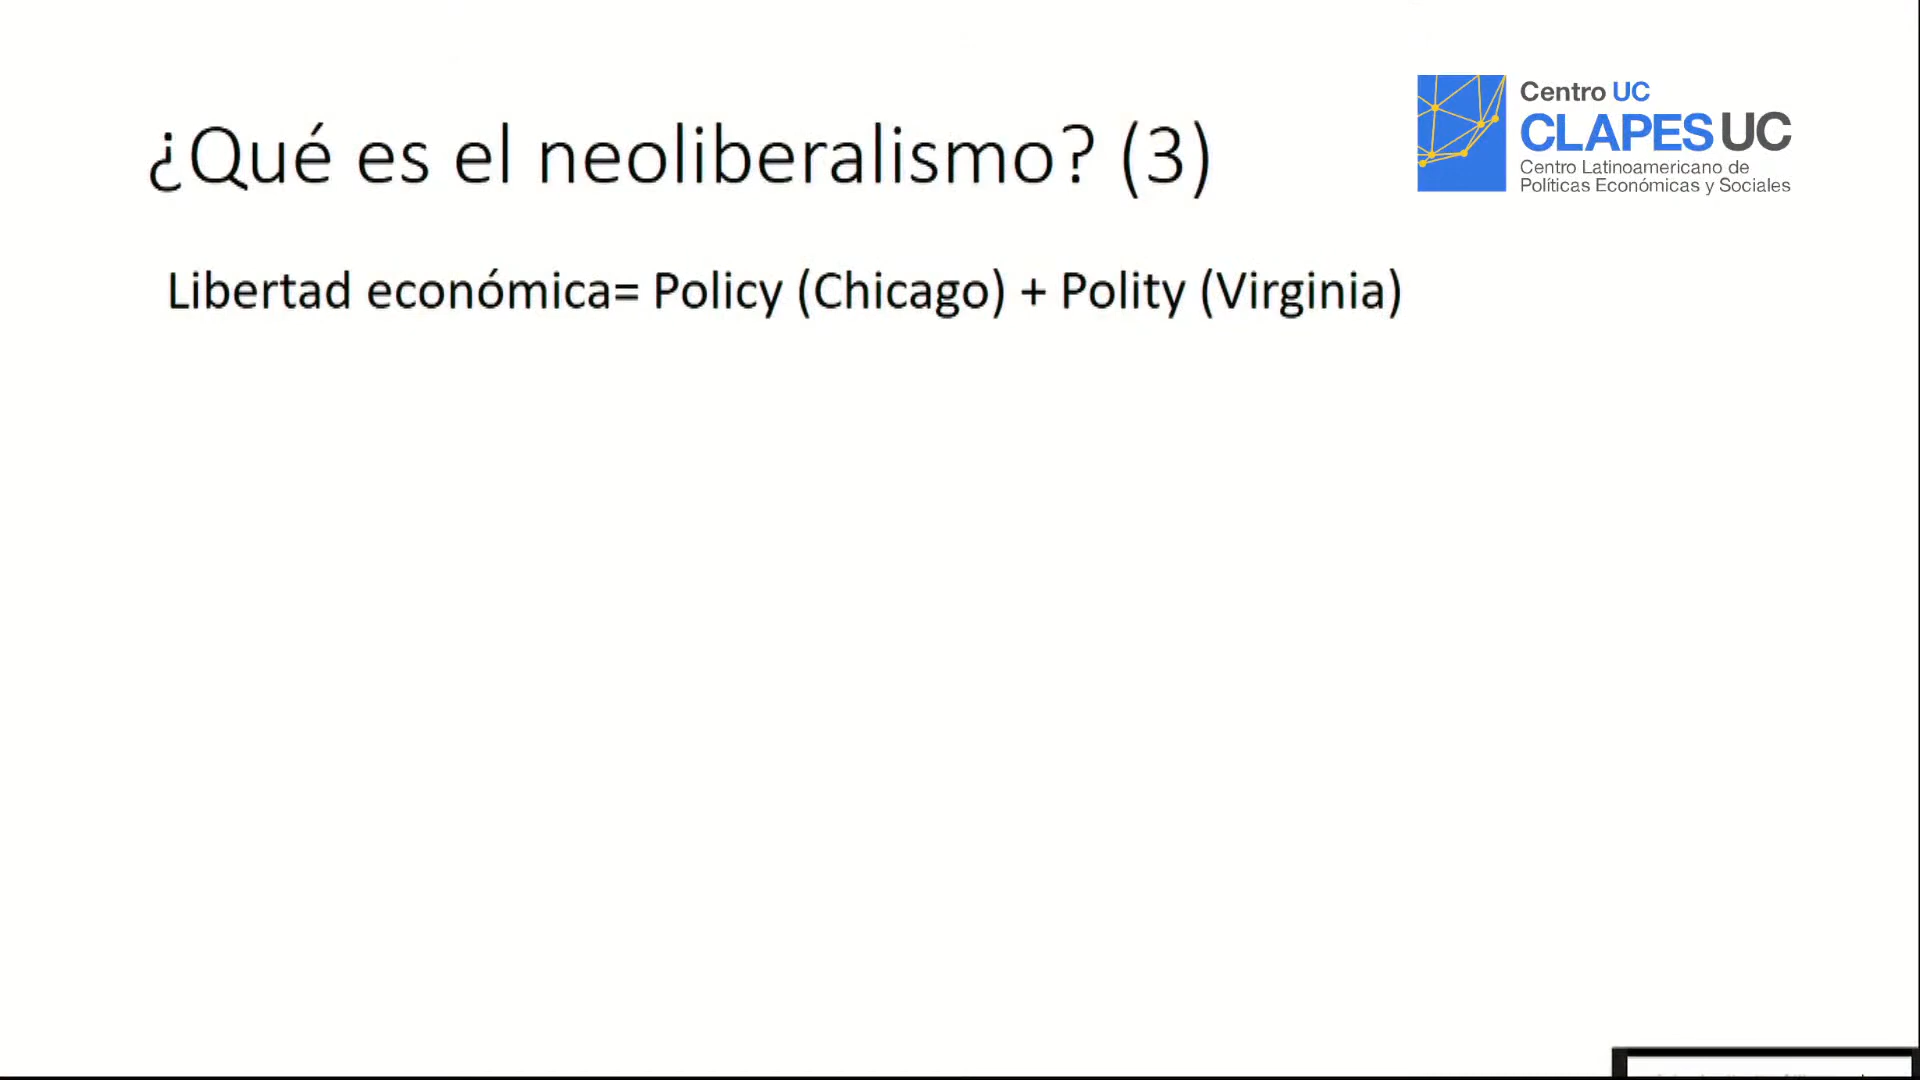 ¿Qué es el neoliberalismo? (3)
Centro UC
CLAPES UC
Centro Latinoamericano de
Políticas Económicas y Sociales
Libertad económica= Policy (Chicago) + Polity (Virginia)